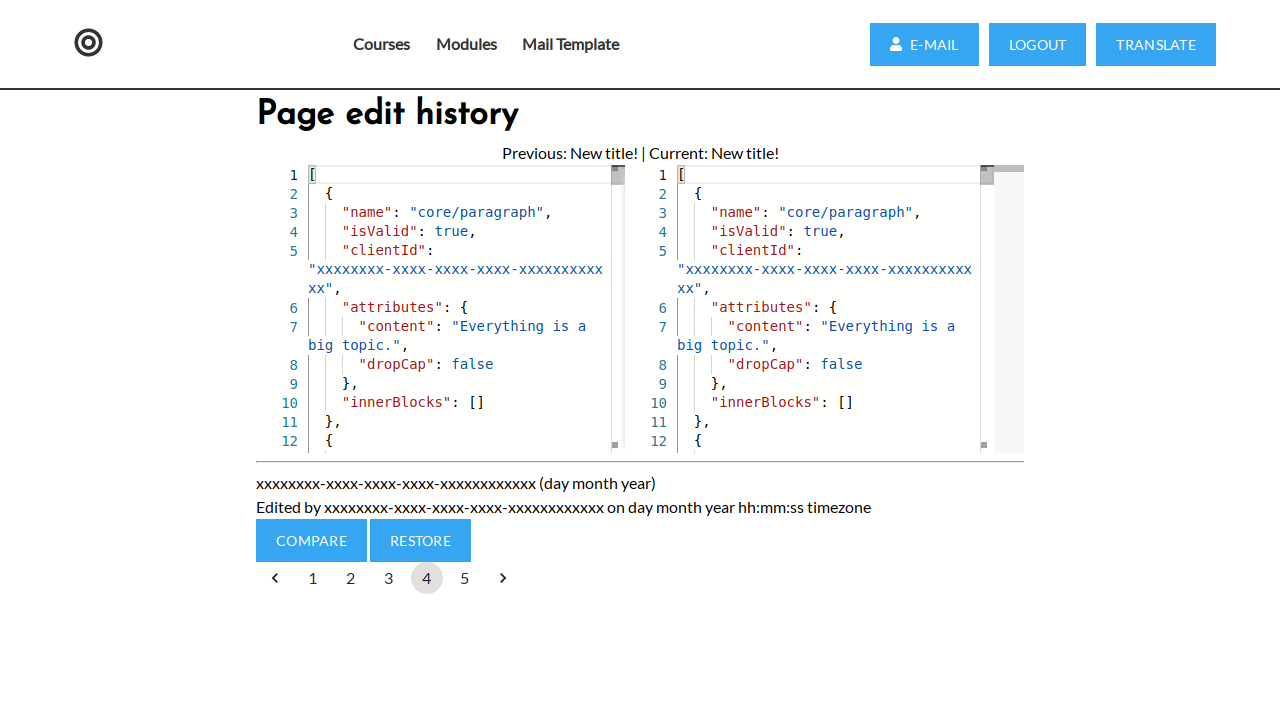 Courses Modules Mail Template E-MAIL LOGOUT TRANSLATE
Page edit history
Previous: New title! | Current: New title!
1 [
2 {
3 "name": "core/paragraph",
4 "isValid": true,
5 "clientId":
"xxxxxxxx-xxxx-xxxx-xxxx-xxxxxxxxxx
xx",
6 "attributes": {
7 "content": "Everything is a
big topic.",
8 "dropCap": false
9 },
10 "innerBlocks": []
11 },
12 {
1 [
2 {
3 "name": "core/paragraph",
4 "isValid": true,
5 "clientId":
"xxxxxxxx-xxxx-xxxx-xxxx-xxxxxxxxxx
xx",
6 "attributes": {
7 "content": "Everything is a
big topic.",
8 "dropCap": false
9 },
10 "innerBlocks": []
11 },
12 {
xxxxxxxx-xxxx-xxxx-xxxx-xxxxxxxxxxxx (day month year)
Edited by xxxxxxxx-xxxx-xxxx-xxxx-xxxxxxxxxxxx on day month year hh:mm:ss timezone
COMPARE RESTORE
1 2 3 4 5